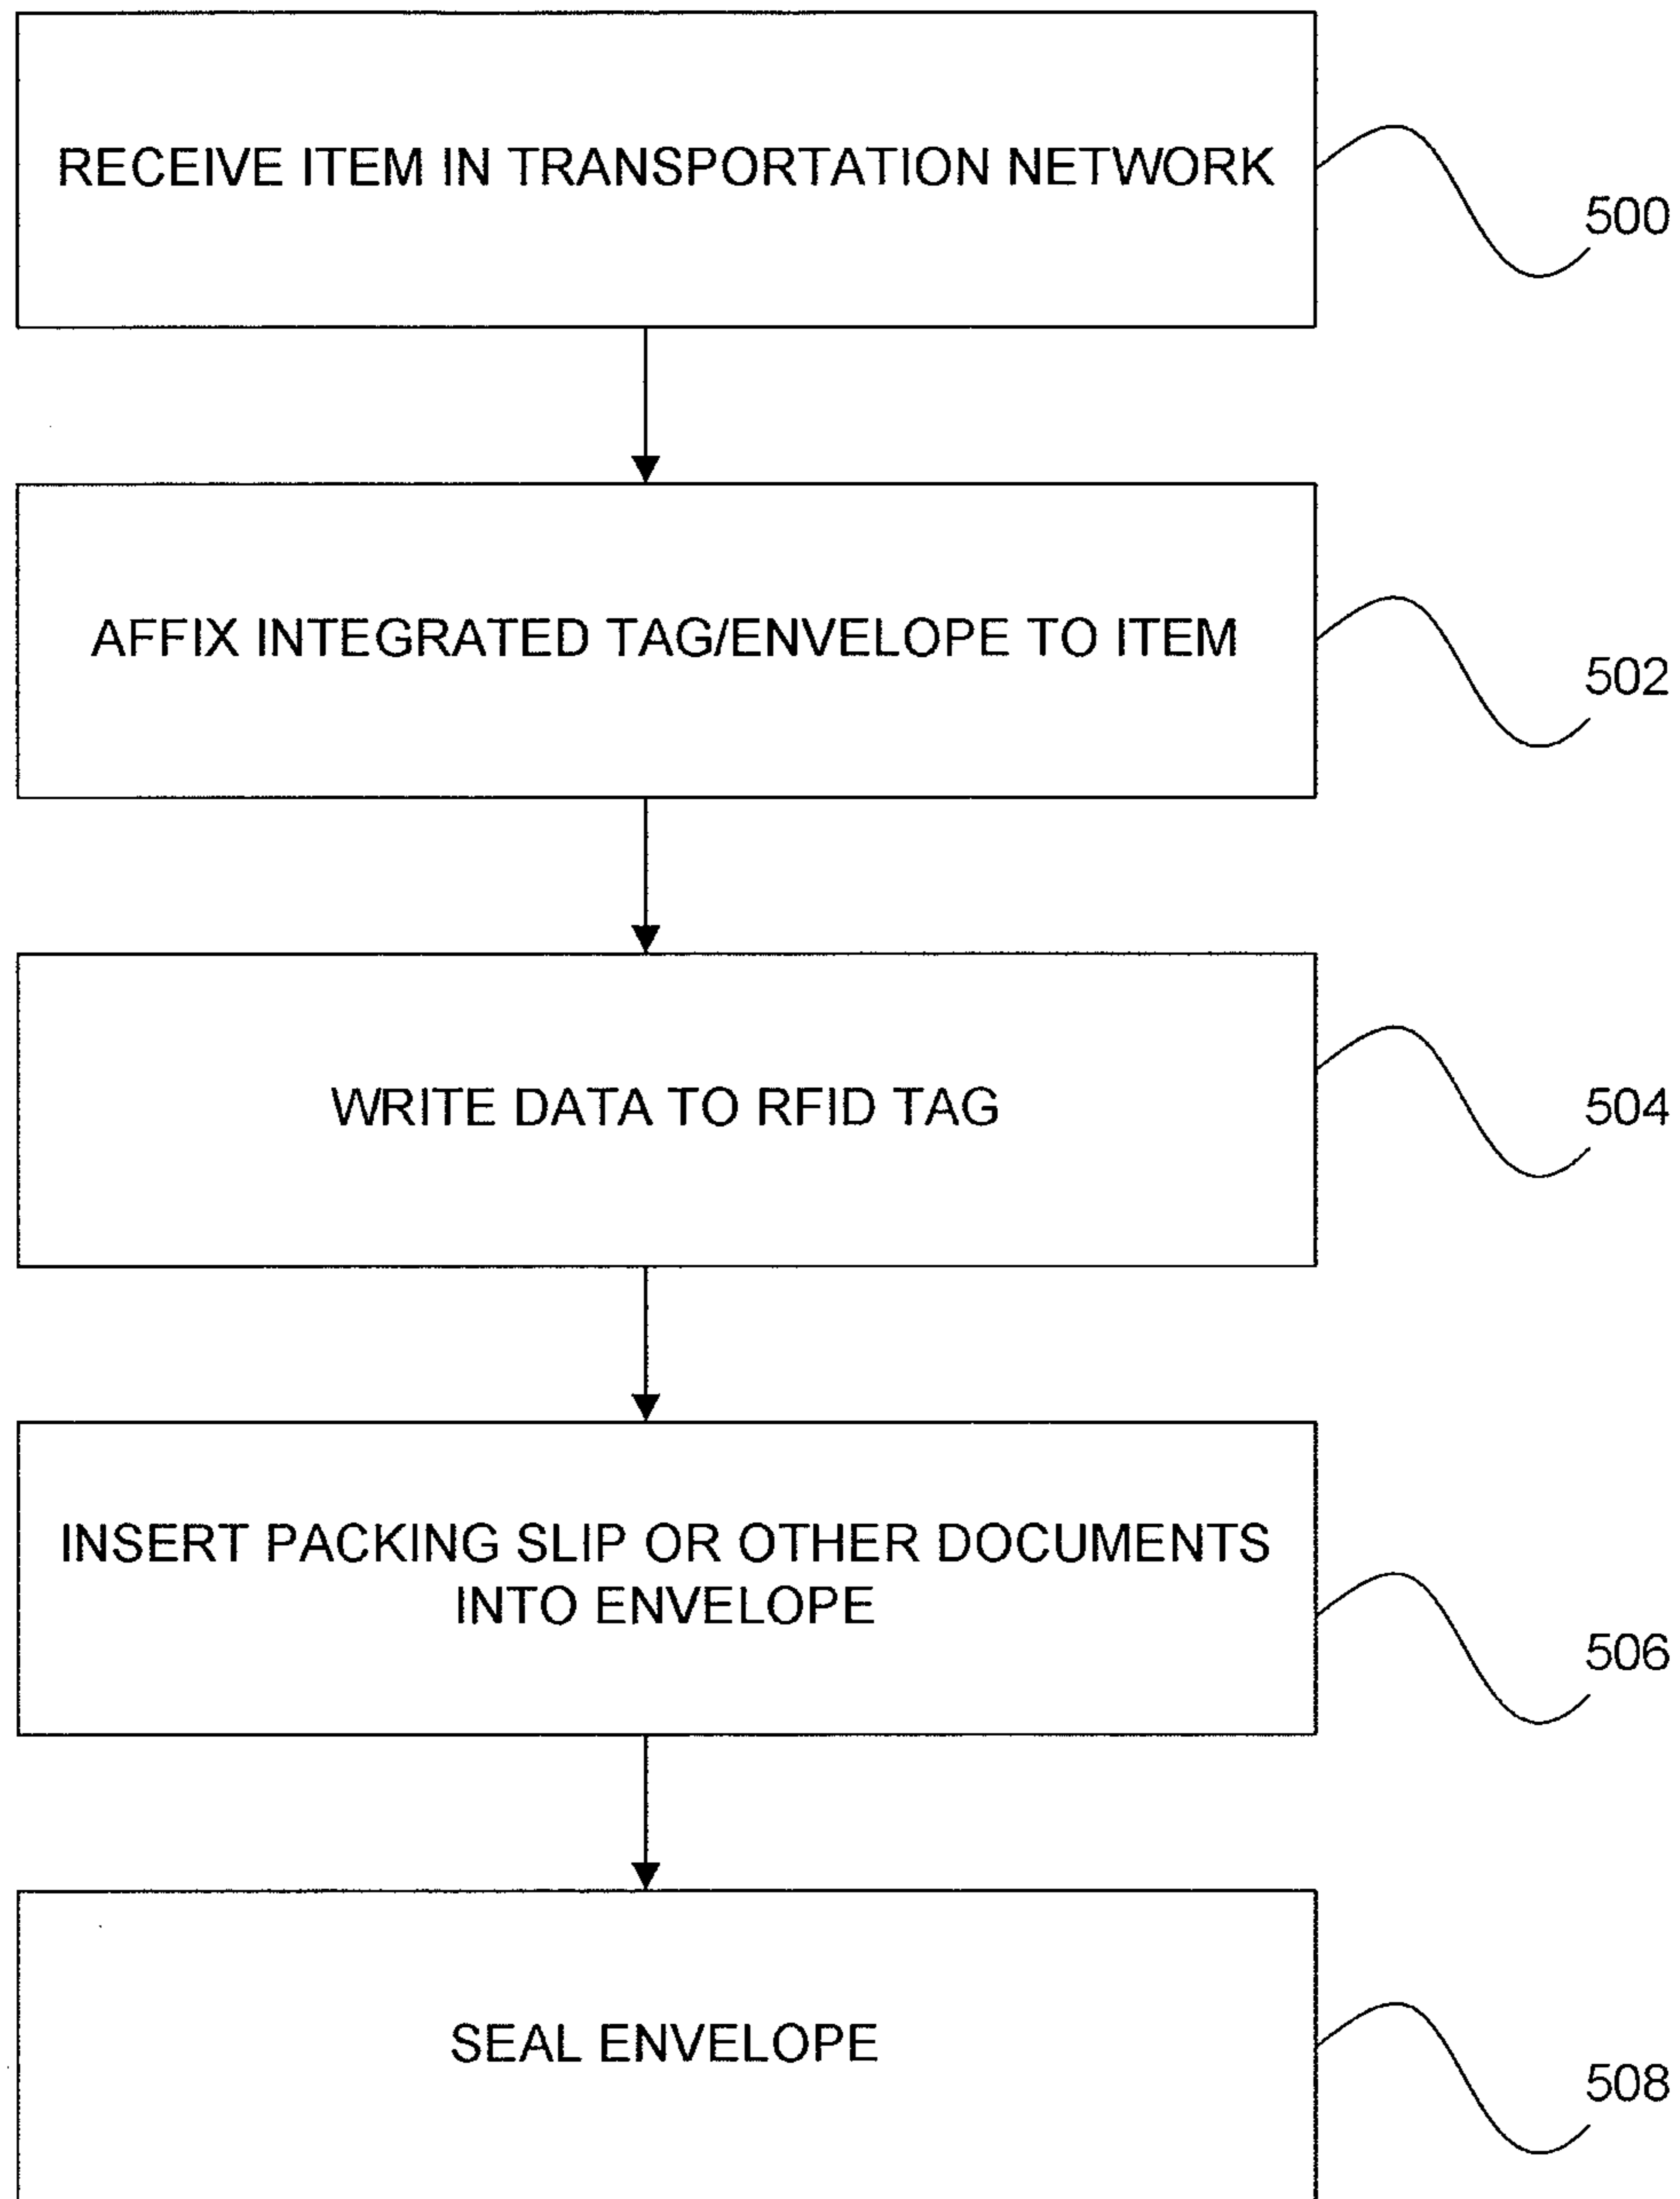 RECEIVE ITEM IN TRANSPORTATION NETWORK
500
AFFIX INTEGRATED TAG/ENVELOPE TO ITEM
502
WRITE DATA TO RFID TAG
504
INSERT PACKING SLIP OR OTHER DOCUMENTS
INTO ENVELOPE
506
SEAL ENVELOPE
508